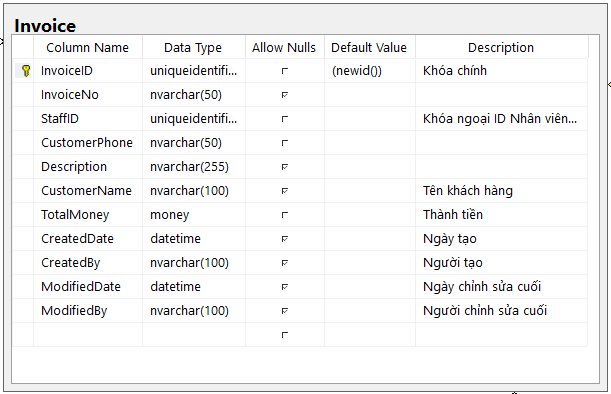 Invoice
Column Name Data Type Allow Nulls Default Value Description
InvoiceID uniqueidentifi... (newid()) Khóa chính
InvoiceNo nvarchar(50)
StaffID uniqueidentifi... Khóa ngoại ID Nhân viên...
CustomerPhone nvarchar(50)
Description nvarchar(255)
CustomerName nvarchar(100) Tên khách hàng
TotalMoney money Thành tiền
CreatedDate datetime Ngày tạo
CreatedBy nvarchar(100) Người tạo
ModifiedDate datetime Ngày chỉnh sửa cuối
ModifiedBy nvarchar(100) Người chỉnh sửa cuối